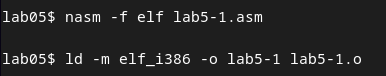 lab05$ nasm -f elf lab5-1.asm
lab05$ ld -m elf_i386 -o lab5-1 lab5-1.o